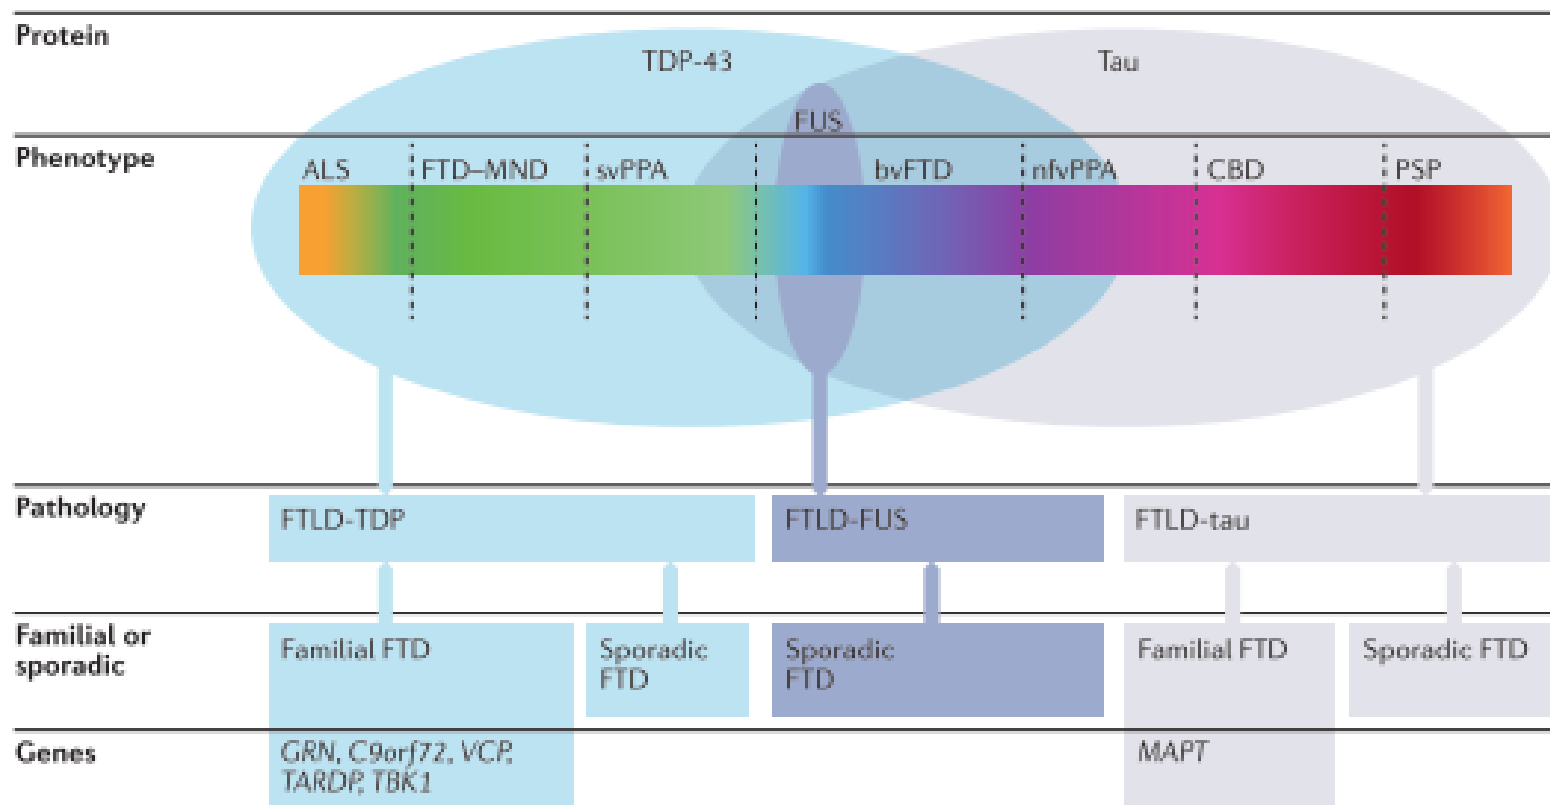 Protein
TDP-43
Tau
FUS
Phenotype
ALS
FTD–MND
svPPA
bvFTD
nfvPPA
CBD
PSP
Pathology
FTLD-TDP
FTLD-FUS
FTLD-tau
Familial or
sporadic
Familial FTD
Sporadic
FTD
Sporadic
FTD
Familial FTD
Sporadic FTD
Genes
GRN, C9orf72, VCP,
TARDP, TBK1
MAPT